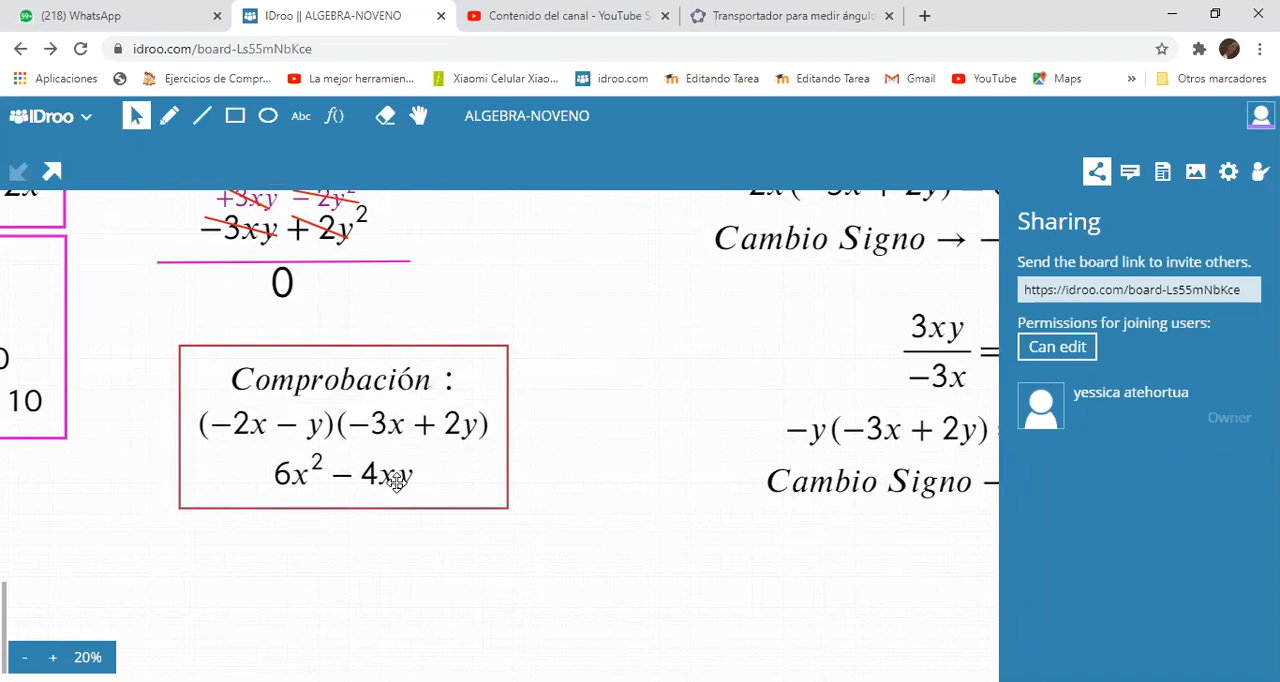 (218) WhatsApp
IDroo || ALGEBRA-NOVENO
Contenido del canal - YouTube S
Transportador para medir ángulo
idroo.com/board-Ls55mNbKce
Aplicaciones
Ejercicios de Compr...
La mejor herramien...
Xiaomi Celular Xiao...
idroo.com
Editando Tarea
Editando Tarea
Gmail
YouTube
Maps
»
Otros marcadores
IDroo
Abc
f()
ALGEBRA-NOVENO
+3xy − 2y²
−3xy + 2y²
0
10
Comprobación :
(−2x − y)(−3x + 2y)
6x² − 4xy
Cambio Signo → −
3xy
−3x
=
−y(−3x + 2y)
Cambio Signo −
Sharing
Send the board link to invite others.
https://idroo.com/board-Ls55mNbKce
Permissions for joining users:
Can edit
yessica atehortua
Owner
- + 20%